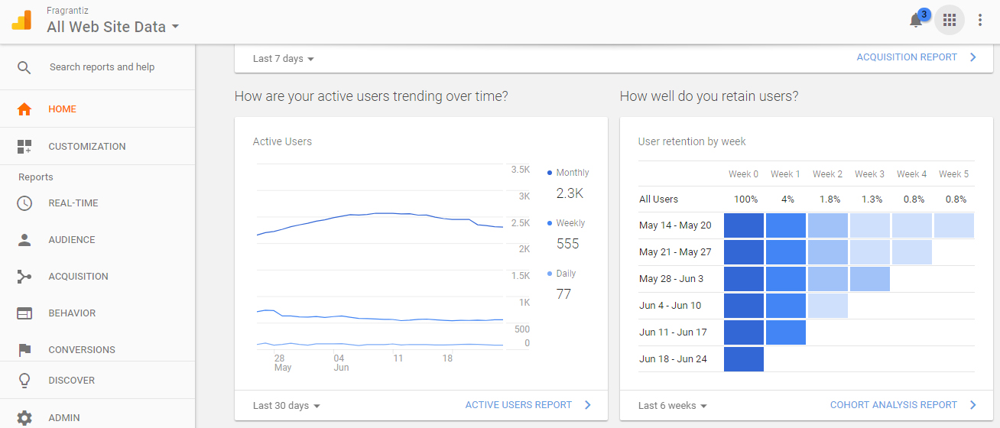 Fragrantiz
All Web Site Data
3
Search reports and help
HOME
CUSTOMIZATION
Reports
REAL-TIME
AUDIENCE
ACQUISITION
BEHAVIOR
CONVERSIONS
DISCOVER
ADMIN
Last 7 days
ACQUISITION REPORT
How are your active users trending over time?
Active Users
3.5K
3K
2.5K
2K
1.5K
1K
500
0
28
May
04
Jun
11
18
Monthly
2.3K
Weekly
555
Daily
77
Last 30 days
ACTIVE USERS REPORT
How well do you retain users?
User retention by week
Week 0 Week 1 Week 2 Week 3 Week 4 Week 5
All Users 100% 4% 1.8% 1.3% 0.8% 0.8%
May 14 - May 20
May 21 - May 27
May 28 - Jun 3
Jun 4 - Jun 10
Jun 11 - Jun 17
Jun 18 - Jun 24
Last 6 weeks
COHORT ANALYSIS REPORT